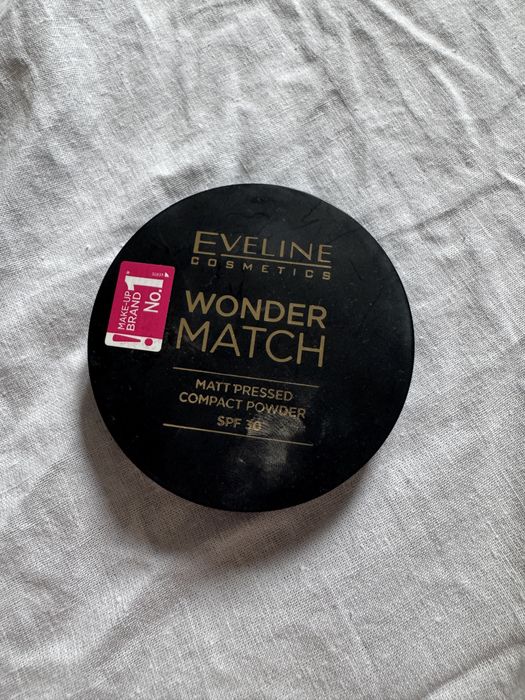 EVELINE
COSMETICS
WONDER
MATCH
MATT PRESSED
COMPACT POWDER
SPF 30
MAKE-UP
BRAND
No.1*
!